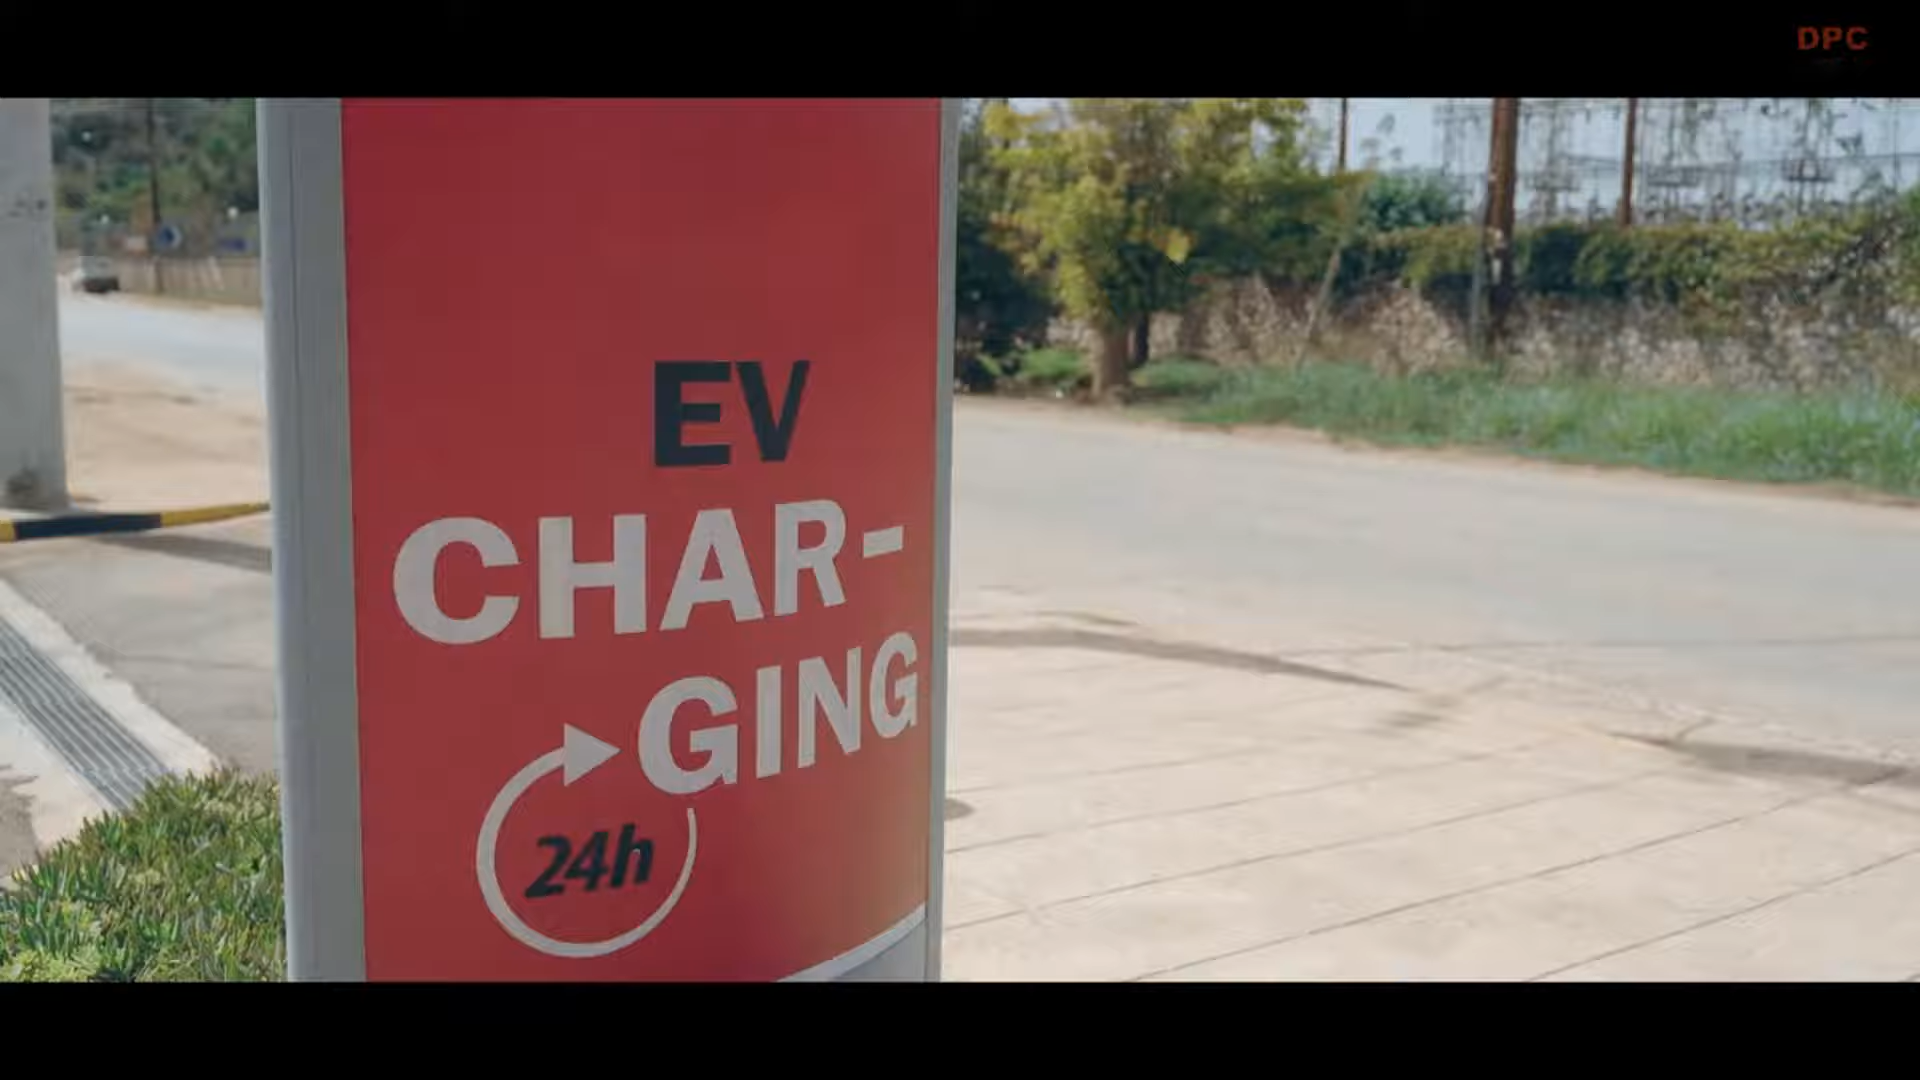 DPC
EV
CHAR-
GING
24h